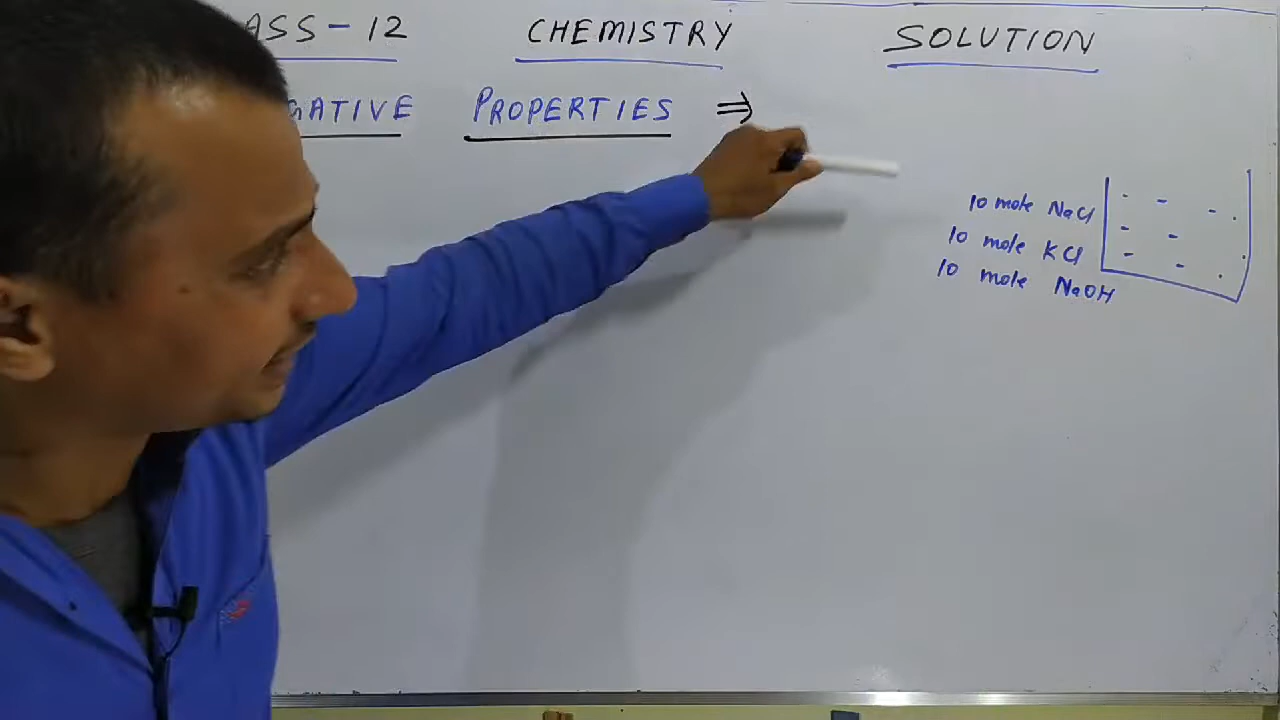 ASS - 12 CHEMISTRY SOLUTION
GATIVE PROPERTIES ⇒
10 mole NaCl
10 mole KCl
10 mole NaOH